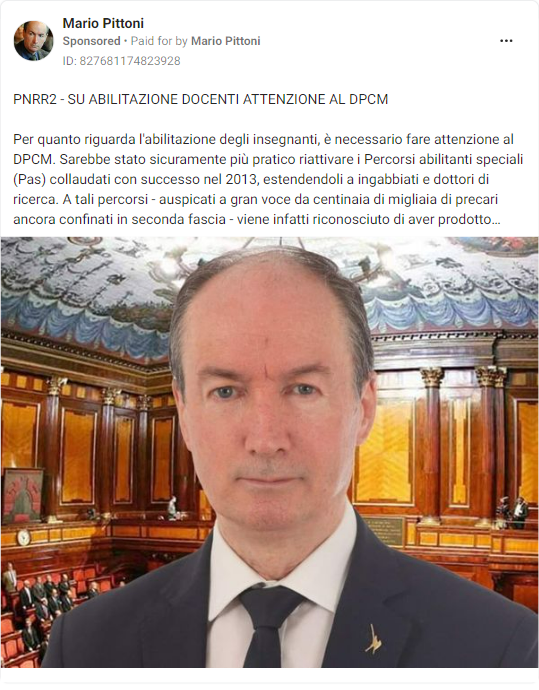 Mario Pittoni
Sponsored • Paid for by Mario Pittoni
ID: 827681174823928
PNRR2 - SU ABILITAZIONE DOCENTI ATTENZIONE AL DPCM
Per quanto riguarda l'abilitazione degli insegnanti, è necessario fare attenzione al
DPCM. Sarebbe stato sicuramente più pratico riattivare i Percorsi abilitanti speciali
(Pas) collaudati con successo nel 2013, estendendoli a ingabbiati e dottori di
ricerca. A tali percorsi - auspicati a gran voce da centinaia di migliaia di precari
ancora confinati in seconda fascia - viene infatti riconosciuto di aver prodotto…